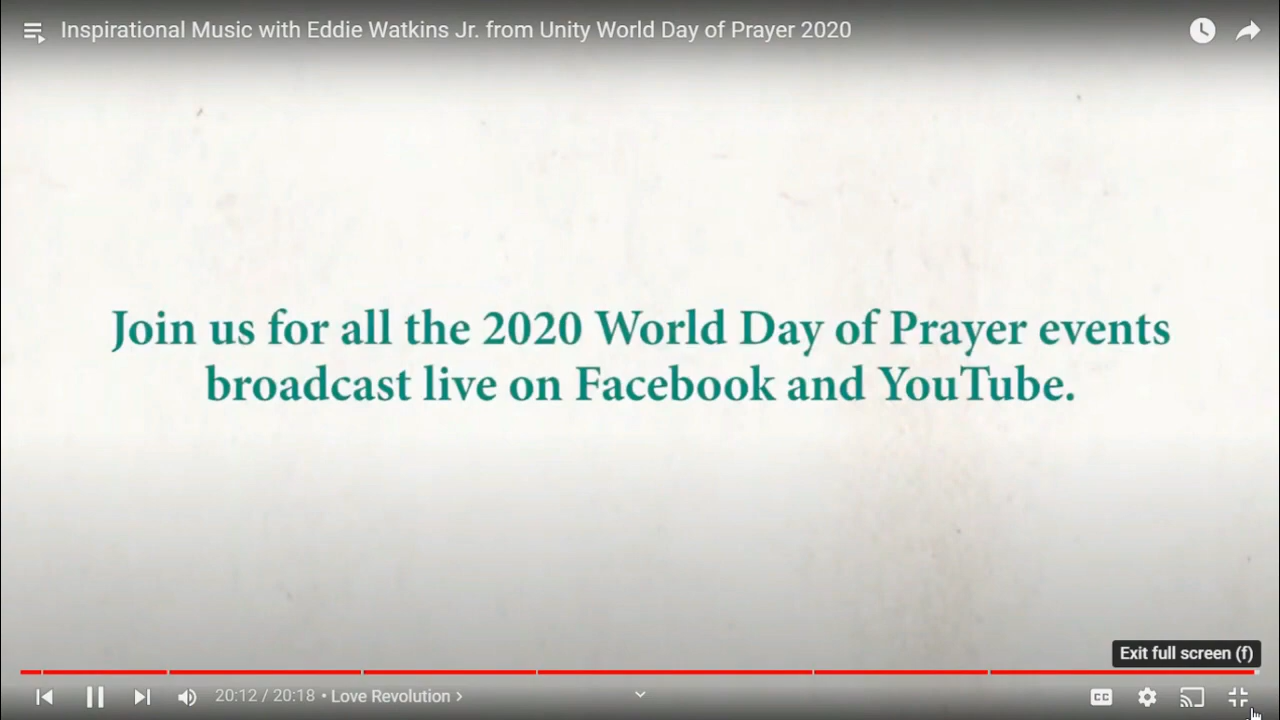 Inspirational Music with Eddie Watkins Jr. from Unity World Day of Prayer 2020
Join us for all the 2020 World Day of Prayer events
broadcast live on Facebook and YouTube.
Exit full screen (f)
20:12 / 20:18 • Love Revolution >
CC